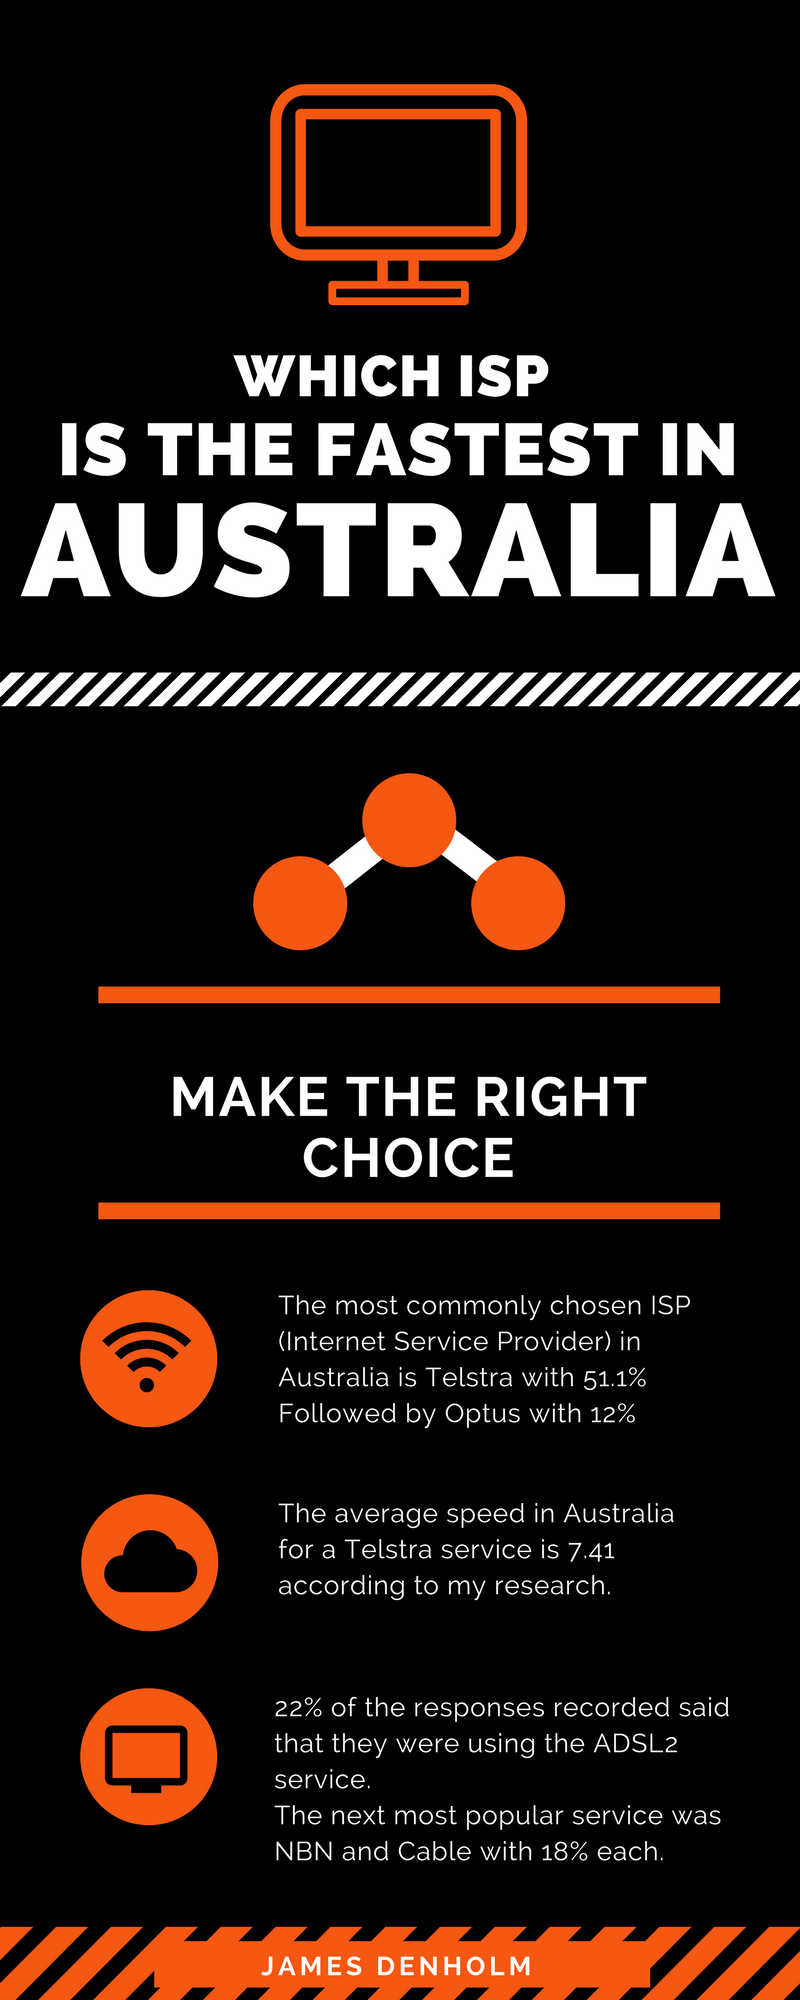 WHICH ISP
IS THE FASTEST IN
AUSTRALIA
MAKE THE RIGHT
CHOICE
The most commonly chosen ISP
(Internet Service Provider) in
Australia is Telstra with 51.1%
Followed by Optus with 12%
The average speed in Australia
for a Telstra service is 7.41
according to my research.
22% of the responses recorded said
that they were using the ADSL2
service.
The next most popular service was
NBN and Cable with 18% each.
JAMES DENHOLM